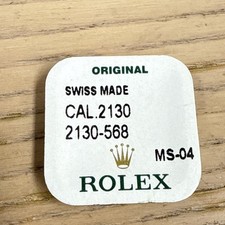 ORIGINAL
SWISS MADE
CAL.2130
2130-568
MS-04
ROLEX